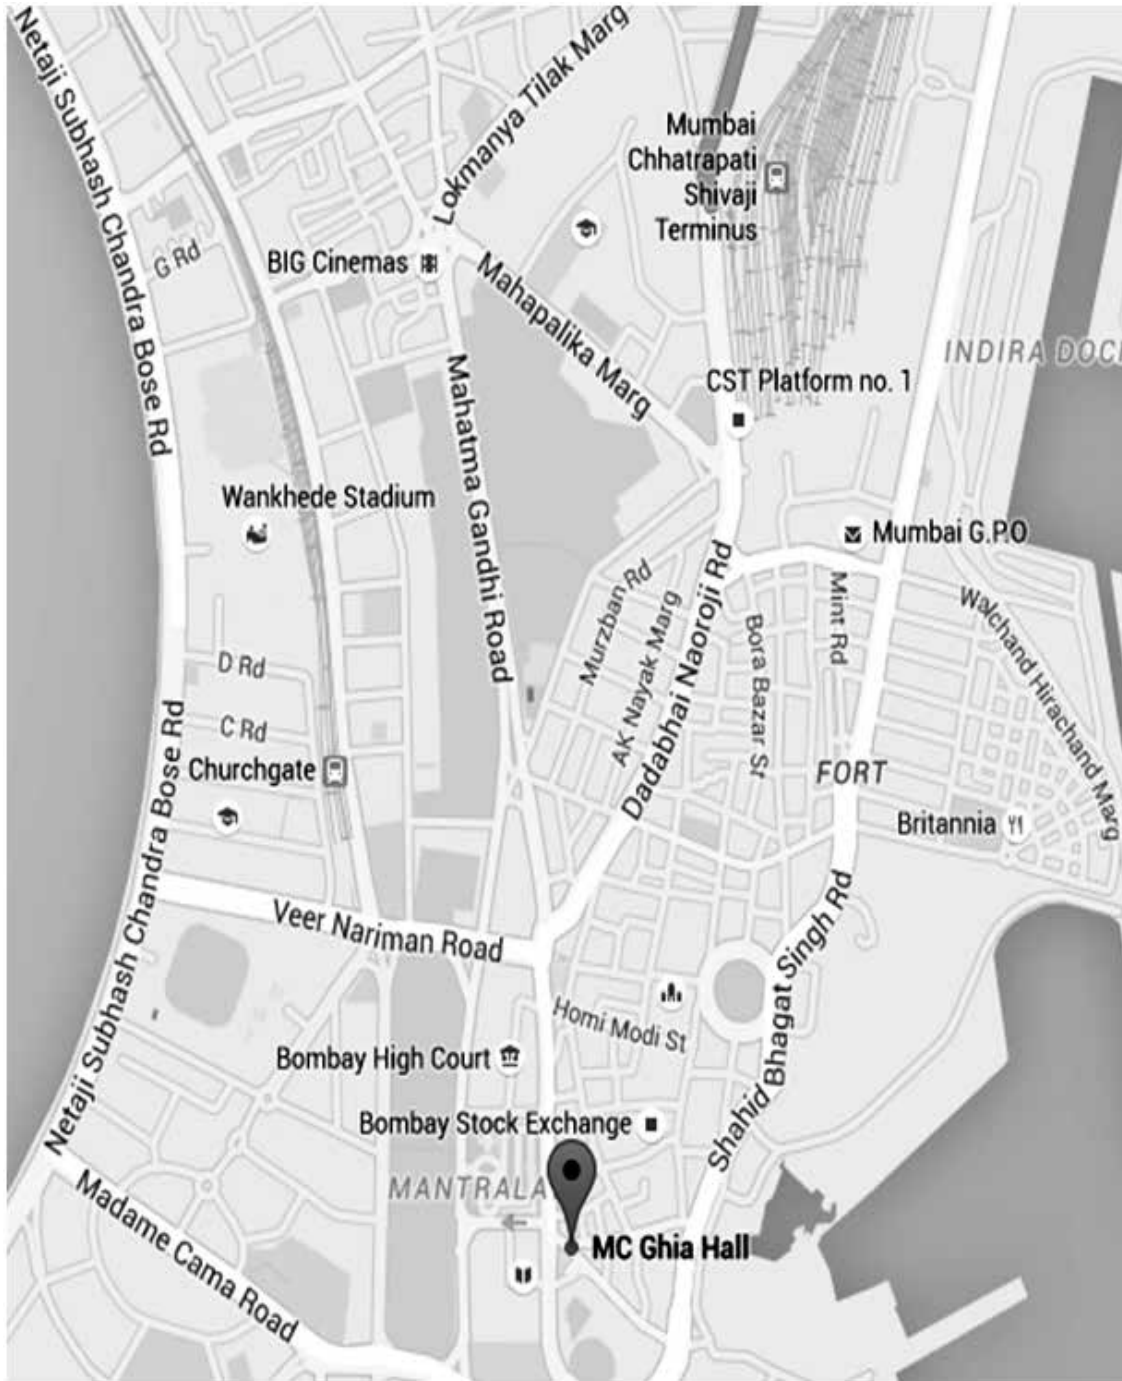 Netaji Subhash Chandra Bose Rd
Lokmanya Tilak Marg
Mumbai
Chhatrapati
Shivaji
Terminus
G Rd
BIG Cinemas
Mahapalika Marg
INDIRA DOC
CST Platform no. 1
Mahatma Gandhi Road
Wankhede Stadium
Mumbai G.P.O
Murzban Rd
AK Nayak Marg
Dadabhai Naoroji Rd
Bora Bazar Sr
Mint Rd
Walchand Hirachand Marg
D Rd
C Rd
Netaji Subhash Chandra Bose Rd
Churchgate
FORT
Britannia
Veer Nariman Road
Shahid Bhagat Singh Rd
Homi Modi St
Bombay High Court
Bombay Stock Exchange
MANTRALA
Madame Cama Road
MC Ghia Hall